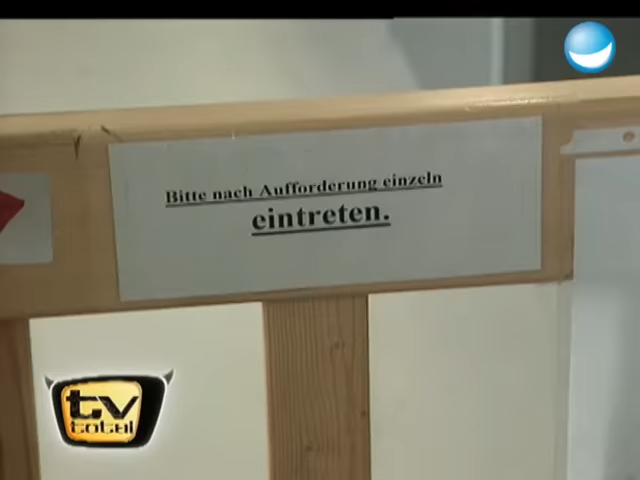 Bitte nach Aufforderung einzeln
eintreten.
tv
total